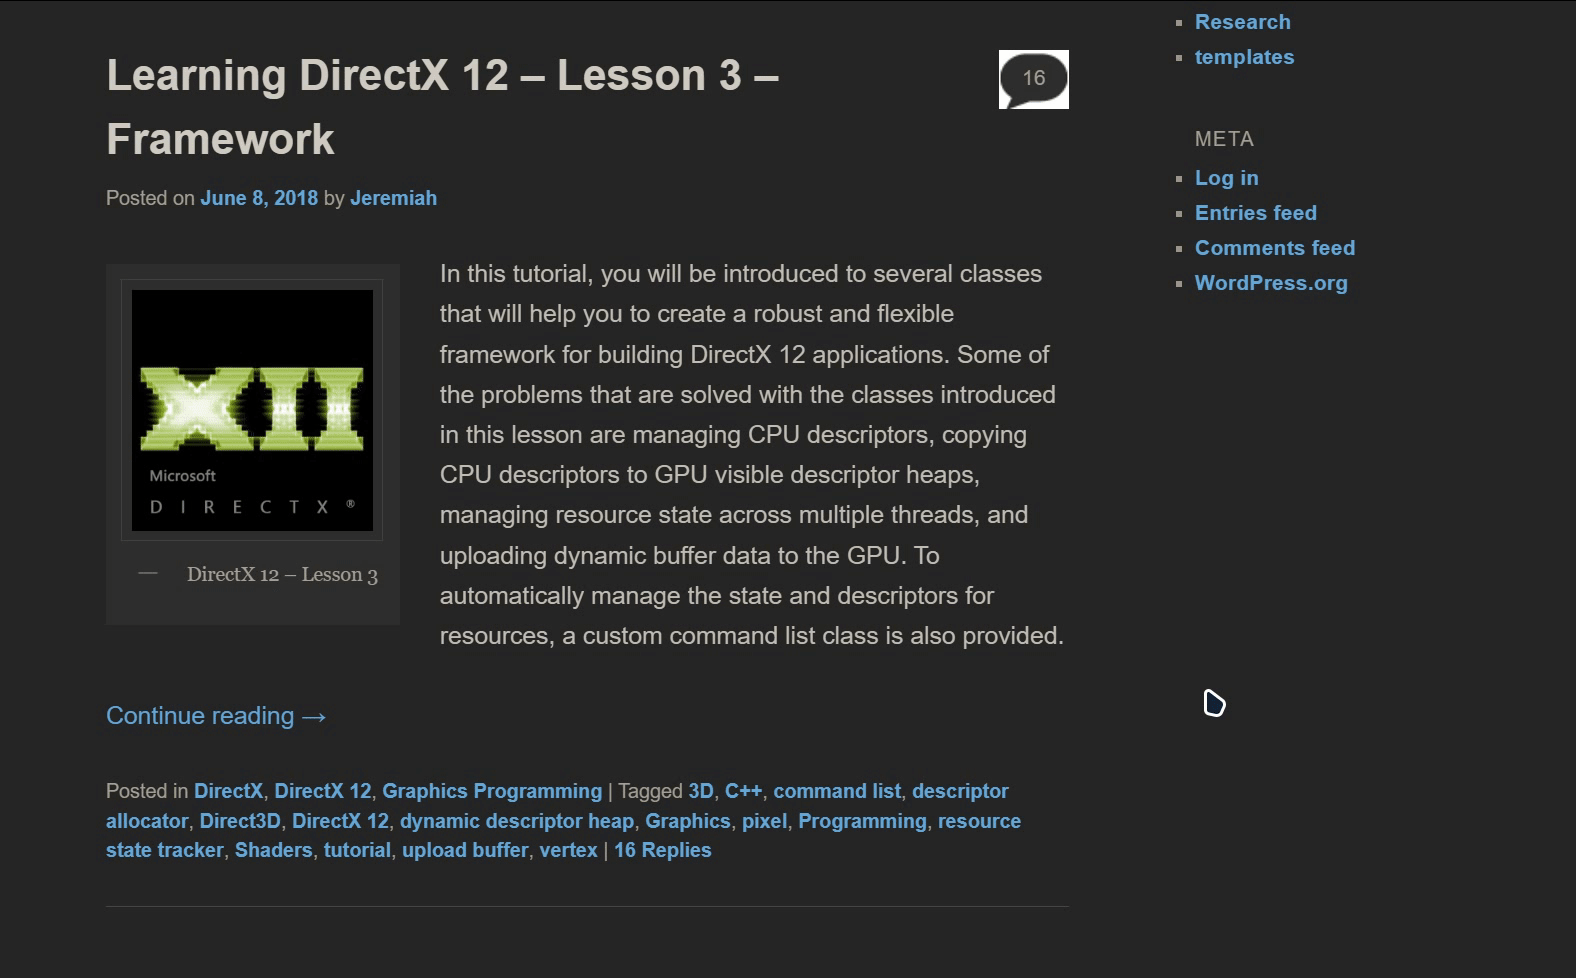 Learning DirectX 12 – Lesson 3 –
Framework
16
Posted on June 8, 2018 by Jeremiah
XII
Microsoft
DIRECTX®
— DirectX 12 – Lesson 3
In this tutorial, you will be introduced to several classes
that will help you to create a robust and flexible
framework for building DirectX 12 applications. Some of
the problems that are solved with the classes introduced
in this lesson are managing CPU descriptors, copying
CPU descriptors to GPU visible descriptor heaps,
managing resource state across multiple threads, and
uploading dynamic buffer data to the GPU. To
automatically manage the state and descriptors for
resources, a custom command list class is also provided.
Continue reading →
Posted in DirectX, DirectX 12, Graphics Programming | Tagged 3D, C++, command list, descriptor
allocator, Direct3D, DirectX 12, dynamic descriptor heap, Graphics, pixel, Programming, resource
state tracker, Shaders, tutorial, upload buffer, vertex | 16 Replies
Research
templates
META
Log in
Entries feed
Comments feed
WordPress.org